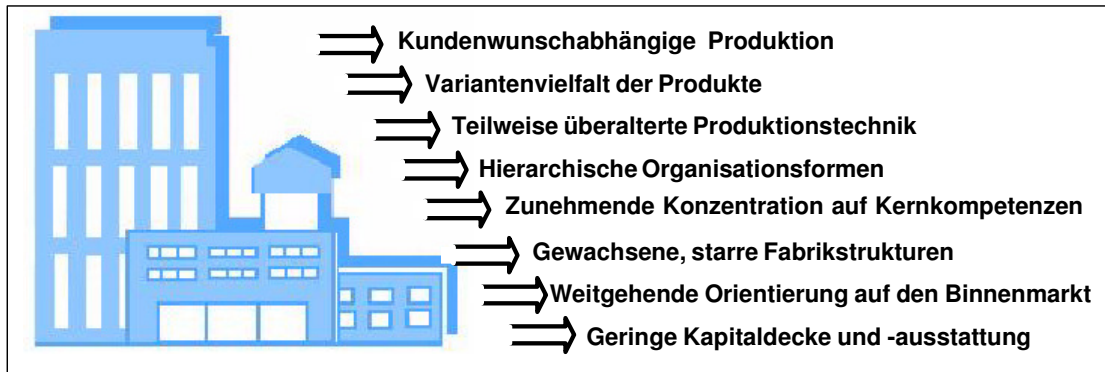 Kundenwunschabhängige Produktion
Variantenvielfalt der Produkte
Teilweise überalterte Produktionstechnik
Hierarchische Organisationsformen
Zunehmende Konzentration auf Kernkompetenzen
Gewachsene, starre Fabrikstrukturen
Weitgehende Orientierung auf den Binnenmarkt
Geringe Kapitaldecke und -ausstattung